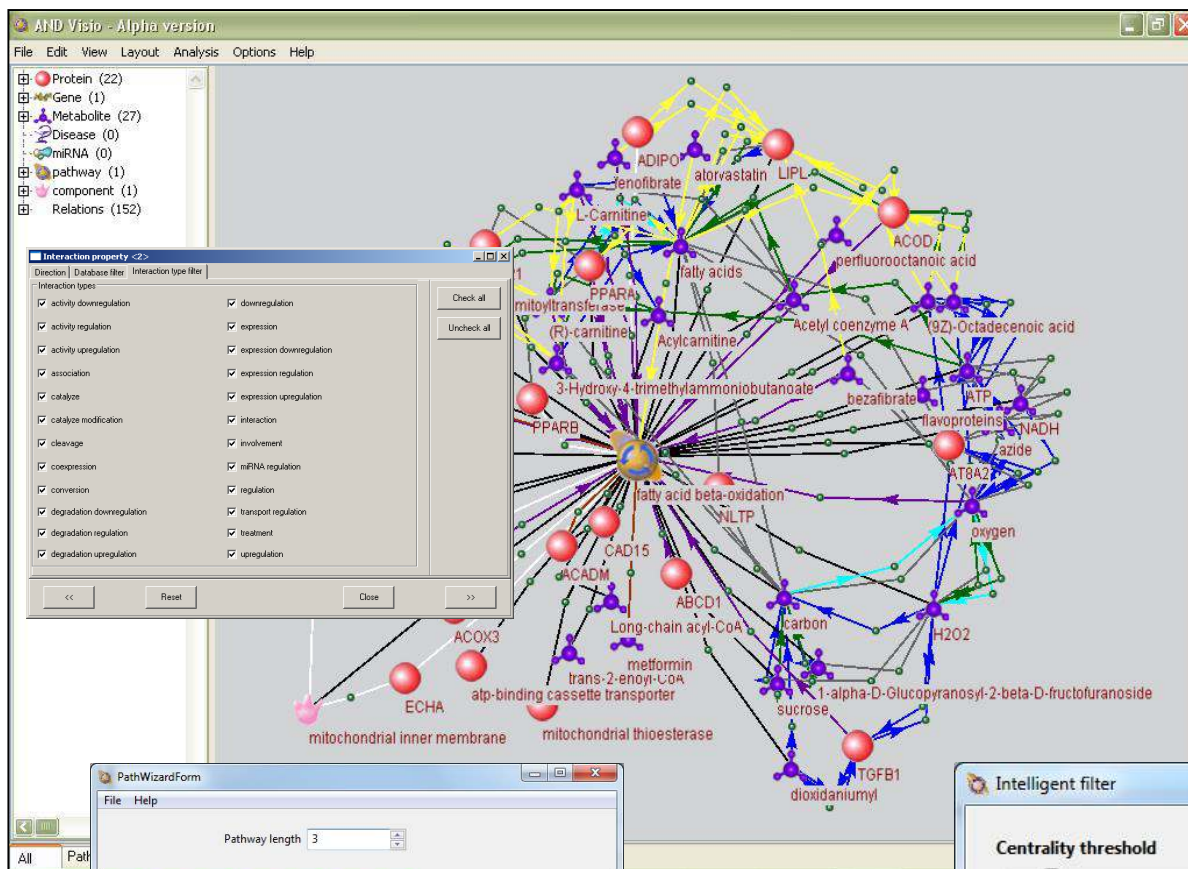 AND Visio - Alpha version
File Edit View Layout Analysis Options Help
Protein (22)
Gene (1)
Metabolite (27)
Disease (0)
miRNA (0)
pathway (1)
component (1)
Relations (152)
ADIPO
atorvastatin
LIPL
fenofibrate
L-Carnitine
ACOD
perfluorooctanoic acid
fatty acids
PPARA
mitoyltransferase
(R)-carnitine
Acylcarnitine
Acetyl coenzyme A
(9Z)-Octadecenoic acid
3-Hydroxy-4-trimethylammoniobutanoate
bezafibrate
ATP
PPARB
flavoproteins
NADH
azide
AT8A2
fatty acid beta-oxidation
NLTP
oxygen
CAD15
ACADM
ABCD1
carbon
H2O2
Long-chain acyl-CoA
ACOX3
metformin
trans-2-enoyl-CoA
atp-binding cassette transporter
1-alpha-D-Glucopyranosyl-2-beta-D-fructofuranoside
ECHA
sucrose
mitochondrial inner membrane
mitochondrial thioesterase
TGFB1
dioxidaniumyl
Interaction property <2>
Direction Database filter Interaction type filter
Interaction types
activity downregulation downregulation
activity regulation expression
activity upregulation expression downregulation
association expression regulation
catalyze expression upregulation
catalyze modification interaction
cleavage involvement
coexpression miRNA regulation
conversion regulation
degradation downregulation transport regulation
degradation regulation treatment
degradation upregulation upregulation
Check all
Uncheck all
<< Reset Close >>
PathWizardForm
File Help
Pathway length 3
All Path
Intelligent filter
Centrality threshold